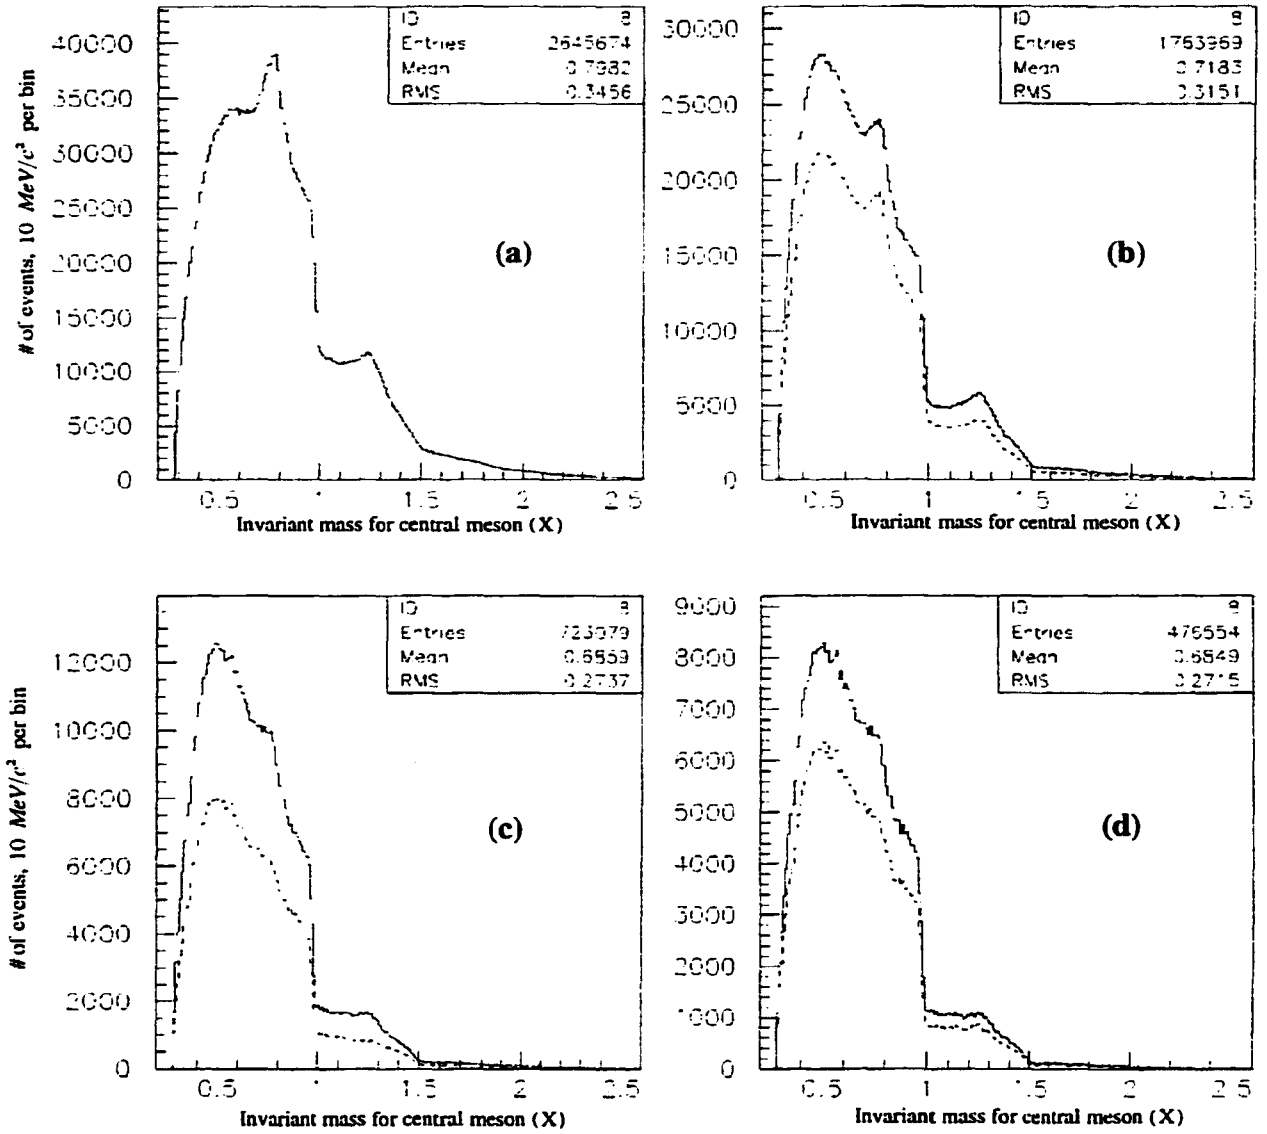 ID 8
Entries 2645674
Mean 0.7982
RMS 0.3456
40000
35000
30000
25000
20000
15000
10000
5000
0
0.5 1 1.5 2 2.5
# of events, 10 MeV/c² per bin
(a)
Invariant mass for central meson (X)
ID 8
Entries 1763969
Mean 0.7183
RMS 0.3151
30000
25000
20000
15000
10000
5000
0
0.5 1 1.5 2 2.5
(b)
Invariant mass for central meson (X)
ID 8
Entries 723079
Mean 0.6559
RMS 0.2737
12000
10000
8000
6000
4000
2000
0
0.5 1 1.5 2 2.5
# of events, 10 MeV/c² per bin
(c)
Invariant mass for central meson (X)
ID 8
Entries 476554
Mean 0.6549
RMS 0.2715
9000
8000
7000
6000
5000
4000
3000
2000
1000
0
0.5 1 1.5 2 2.5
(d)
Invariant mass for central meson (X)